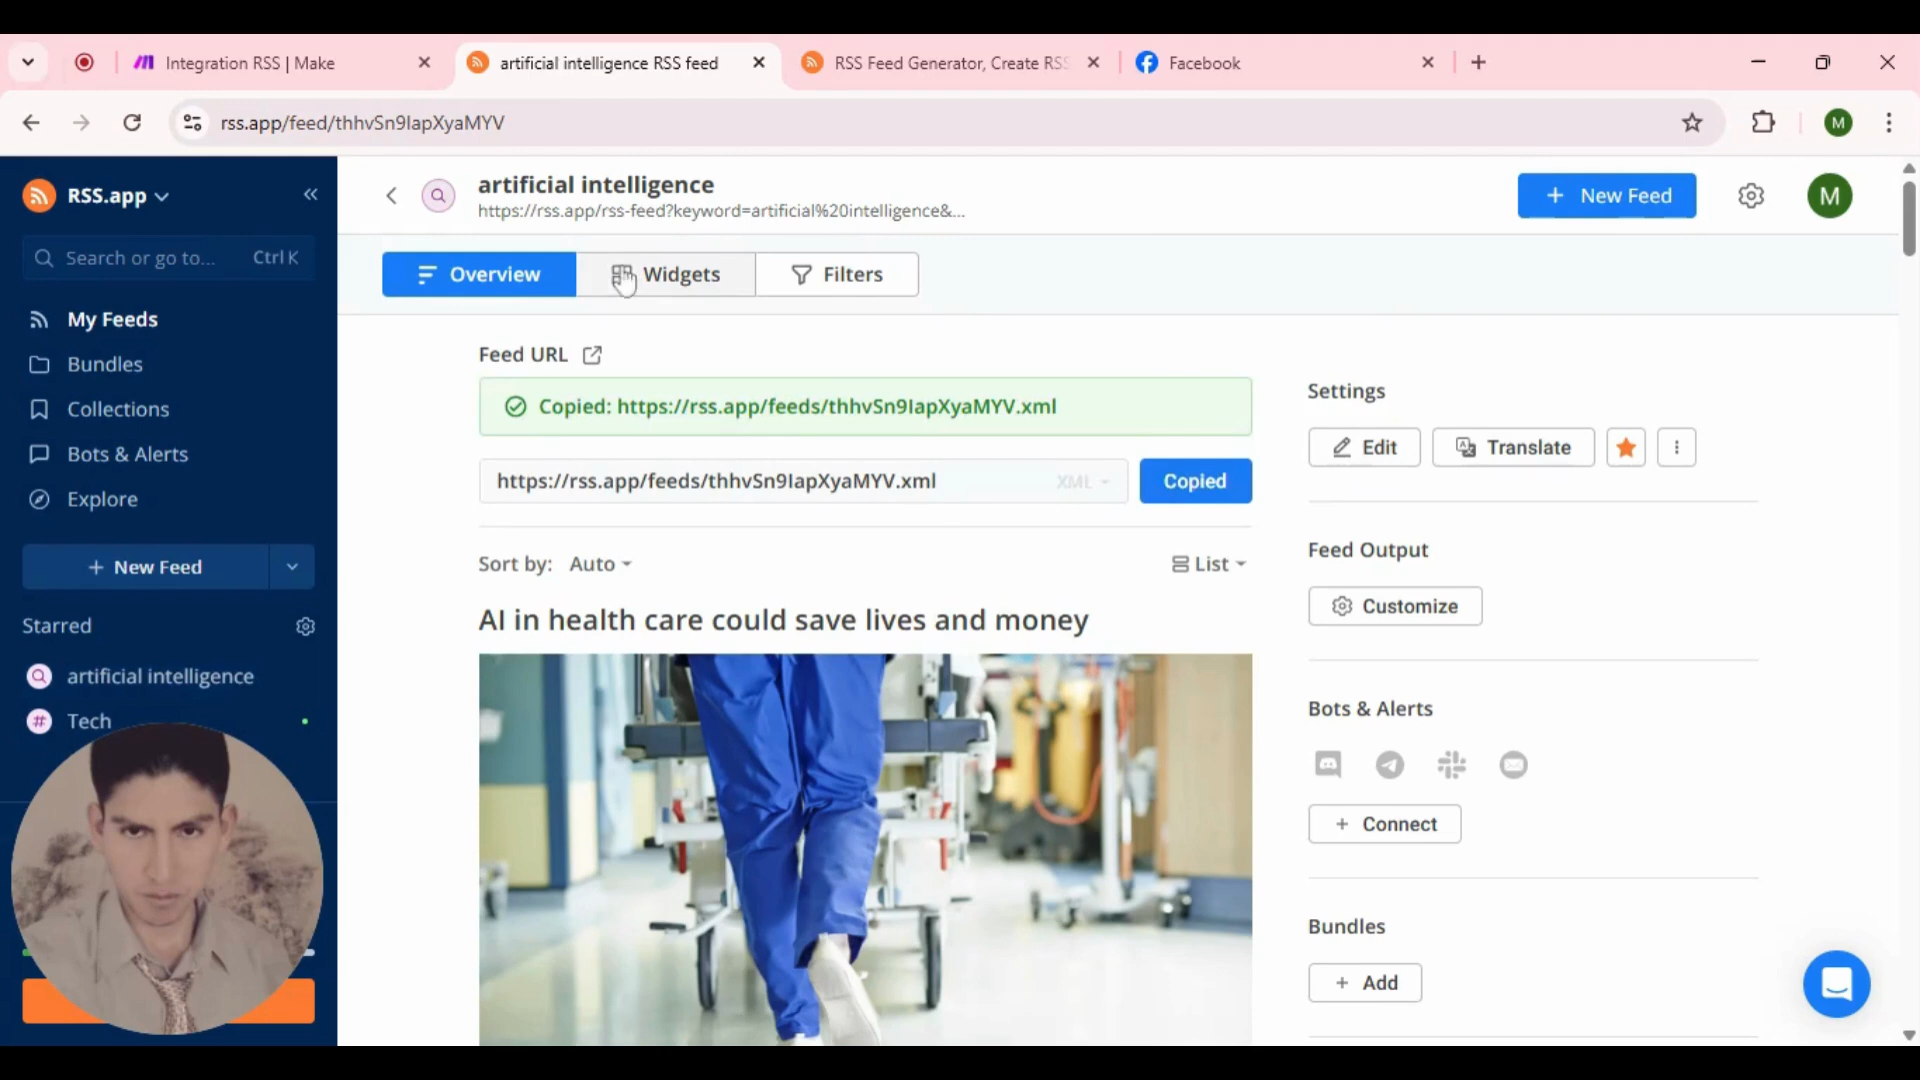 Integration RSS | Make
artificial intelligence RSS feed
RSS Feed Generator, Create RSS
Facebook
rss.app/feed/thhvSn9IapXyaMYV
M
RSS.app
Search or go to... Ctrl K
My Feeds
Bundles
Collections
Bots & Alerts
Explore
+ New Feed
Starred
artificial intelligence
# Tech
artificial intelligence
https://rss.app/rss-feed?keyword=artificial%20intelligence&...
+ New Feed
M
Overview
Widgets
Filters
Feed URL
Copied: https://rss.app/feeds/thhvSn9IapXyaMYV.xml
https://rss.app/feeds/thhvSn9IapXyaMYV.xml XML
Copied
Sort by: Auto
List
AI in health care could save lives and money
Settings
Edit
Translate
Feed Output
Customize
Bots & Alerts
+ Connect
Bundles
+ Add